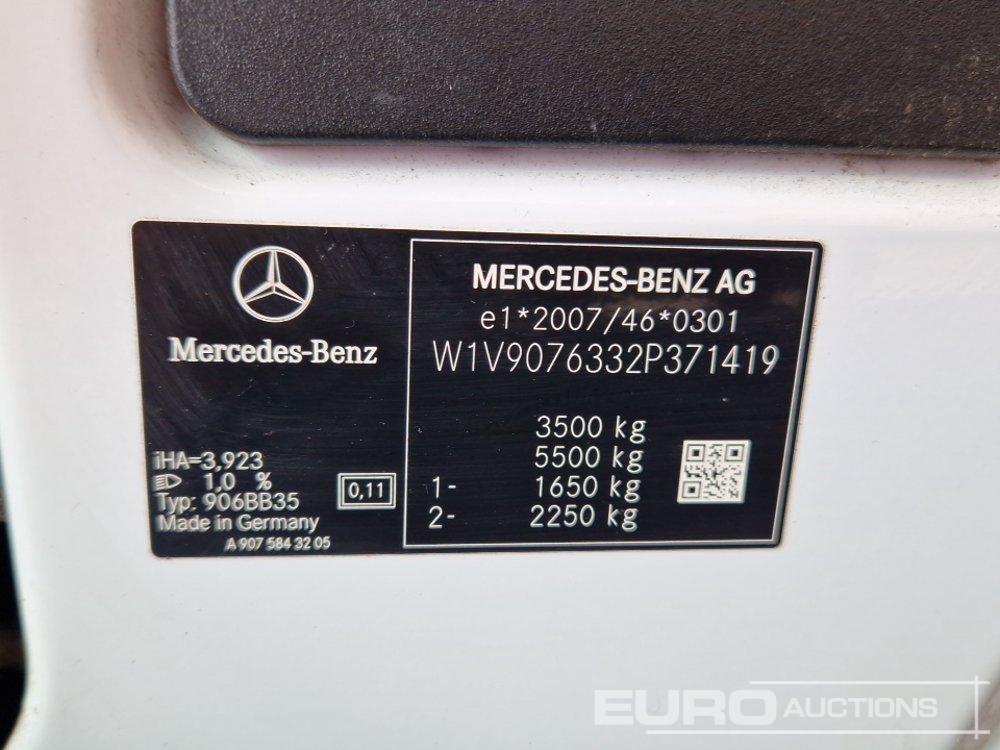 Mercedes-Benz
iHA=3,923
1,0 %
Typ: 906BB35
Made in Germany
A 907 584 32 05
0,11
MERCEDES-BENZ AG
e1*2007/46*0301
W1V9076332P371419
3500 kg
5500 kg
1- 1650 kg
2- 2250 kg
EURO AUCTIONS